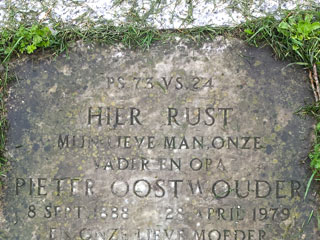 PS 73 VS. 24
HIER RUST
MIJN LIEVE MAN, ONZE
VADER EN OPA
PIETER OOSTWOUDER
8 SEPT 1888 28 APRIL 1979
EN ONZE LIEVE MOEDER